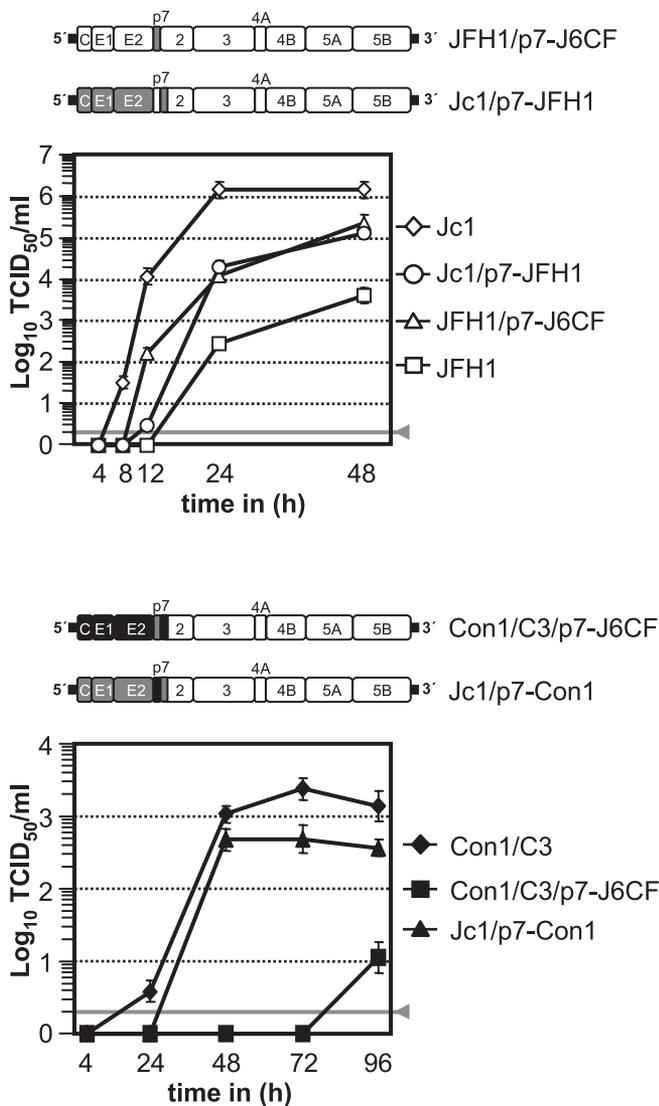 p7
4A
5´ C E1 E2 2 3 4B 5A 5B 3´ JFH1/p7-J6CF
p7
4A
5´ C E1 E2 2 3 4B 5A 5B 3´ Jc1/p7-JFH1
7
6
5
4
3
2
1
0
Log10 TCID50/ml
4 8 12 24 48
time in (h)
Jc1
Jc1/p7-JFH1
JFH1/p7-J6CF
JFH1
p7
4A
5´ C E1 E2 2 3 4B 5A 5B 3´ Con1/C3/p7-J6CF
p7
4A
5´ C E1 E2 2 3 4B 5A 5B 3´ Jc1/p7-Con1
4
3
2
1
0
Log10 TCID50/ml
4 24 48 72 96
time in (h)
Con1/C3
Con1/C3/p7-J6CF
Jc1/p7-Con1